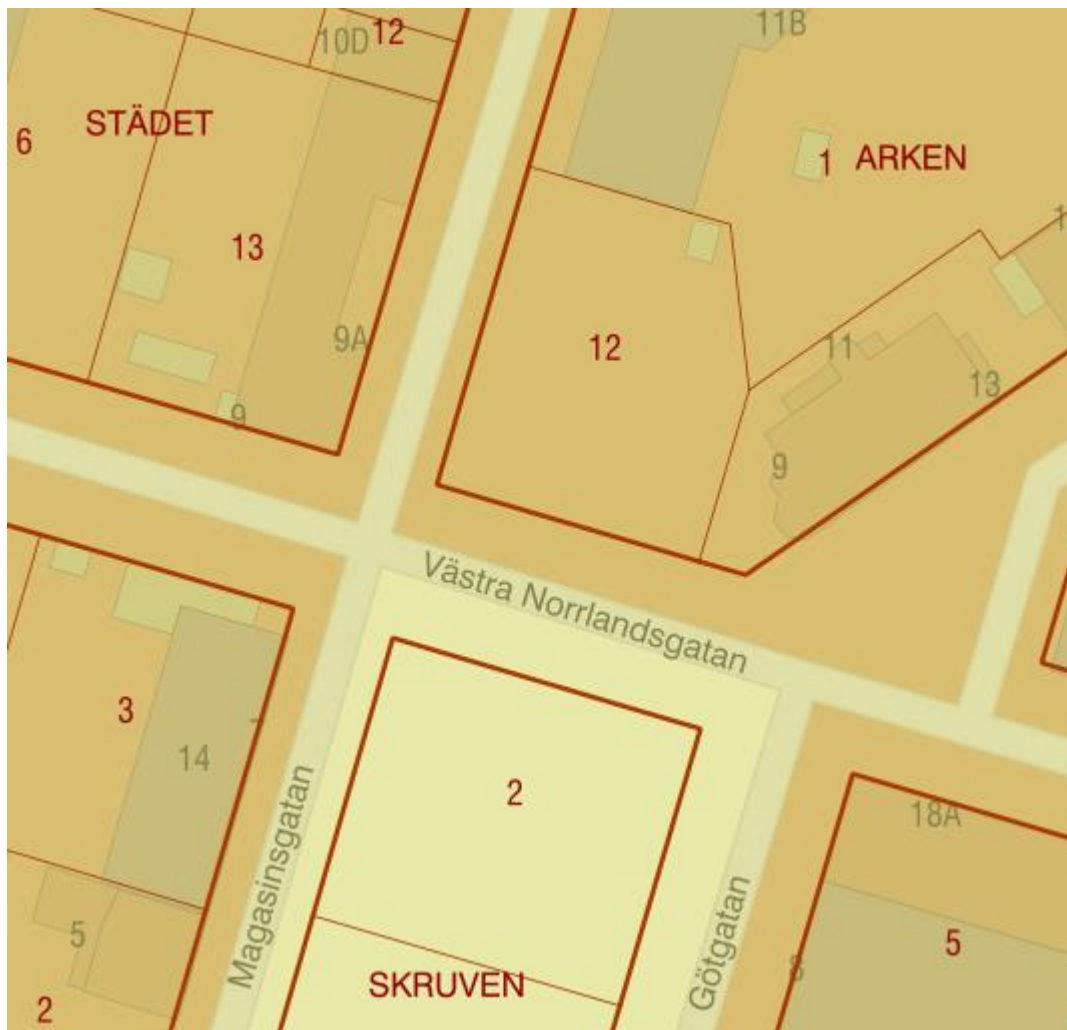 11B
12
10D
STÄDET
6
1 ARKEN
13
9A
12
11
13
9
9
Västra Norrlandsgatan
3
14
2
18A
Magasinsgatan
Götgatan
5
5
8
SKRUVEN
2